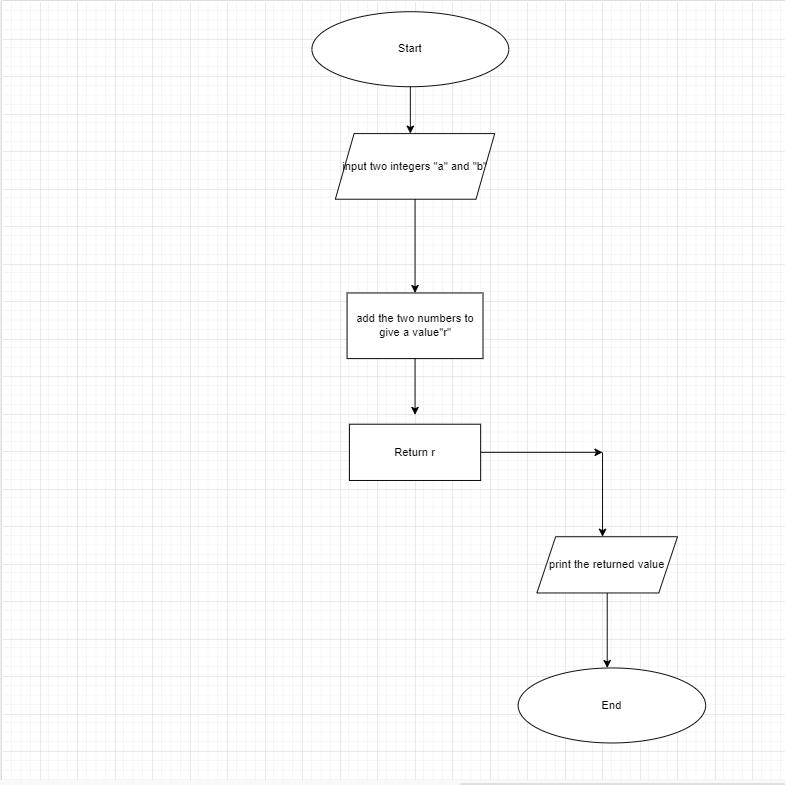 Start
input two integers "a" and "b"
add the two numbers to
give a value"r"
Return r
print the returned value
End